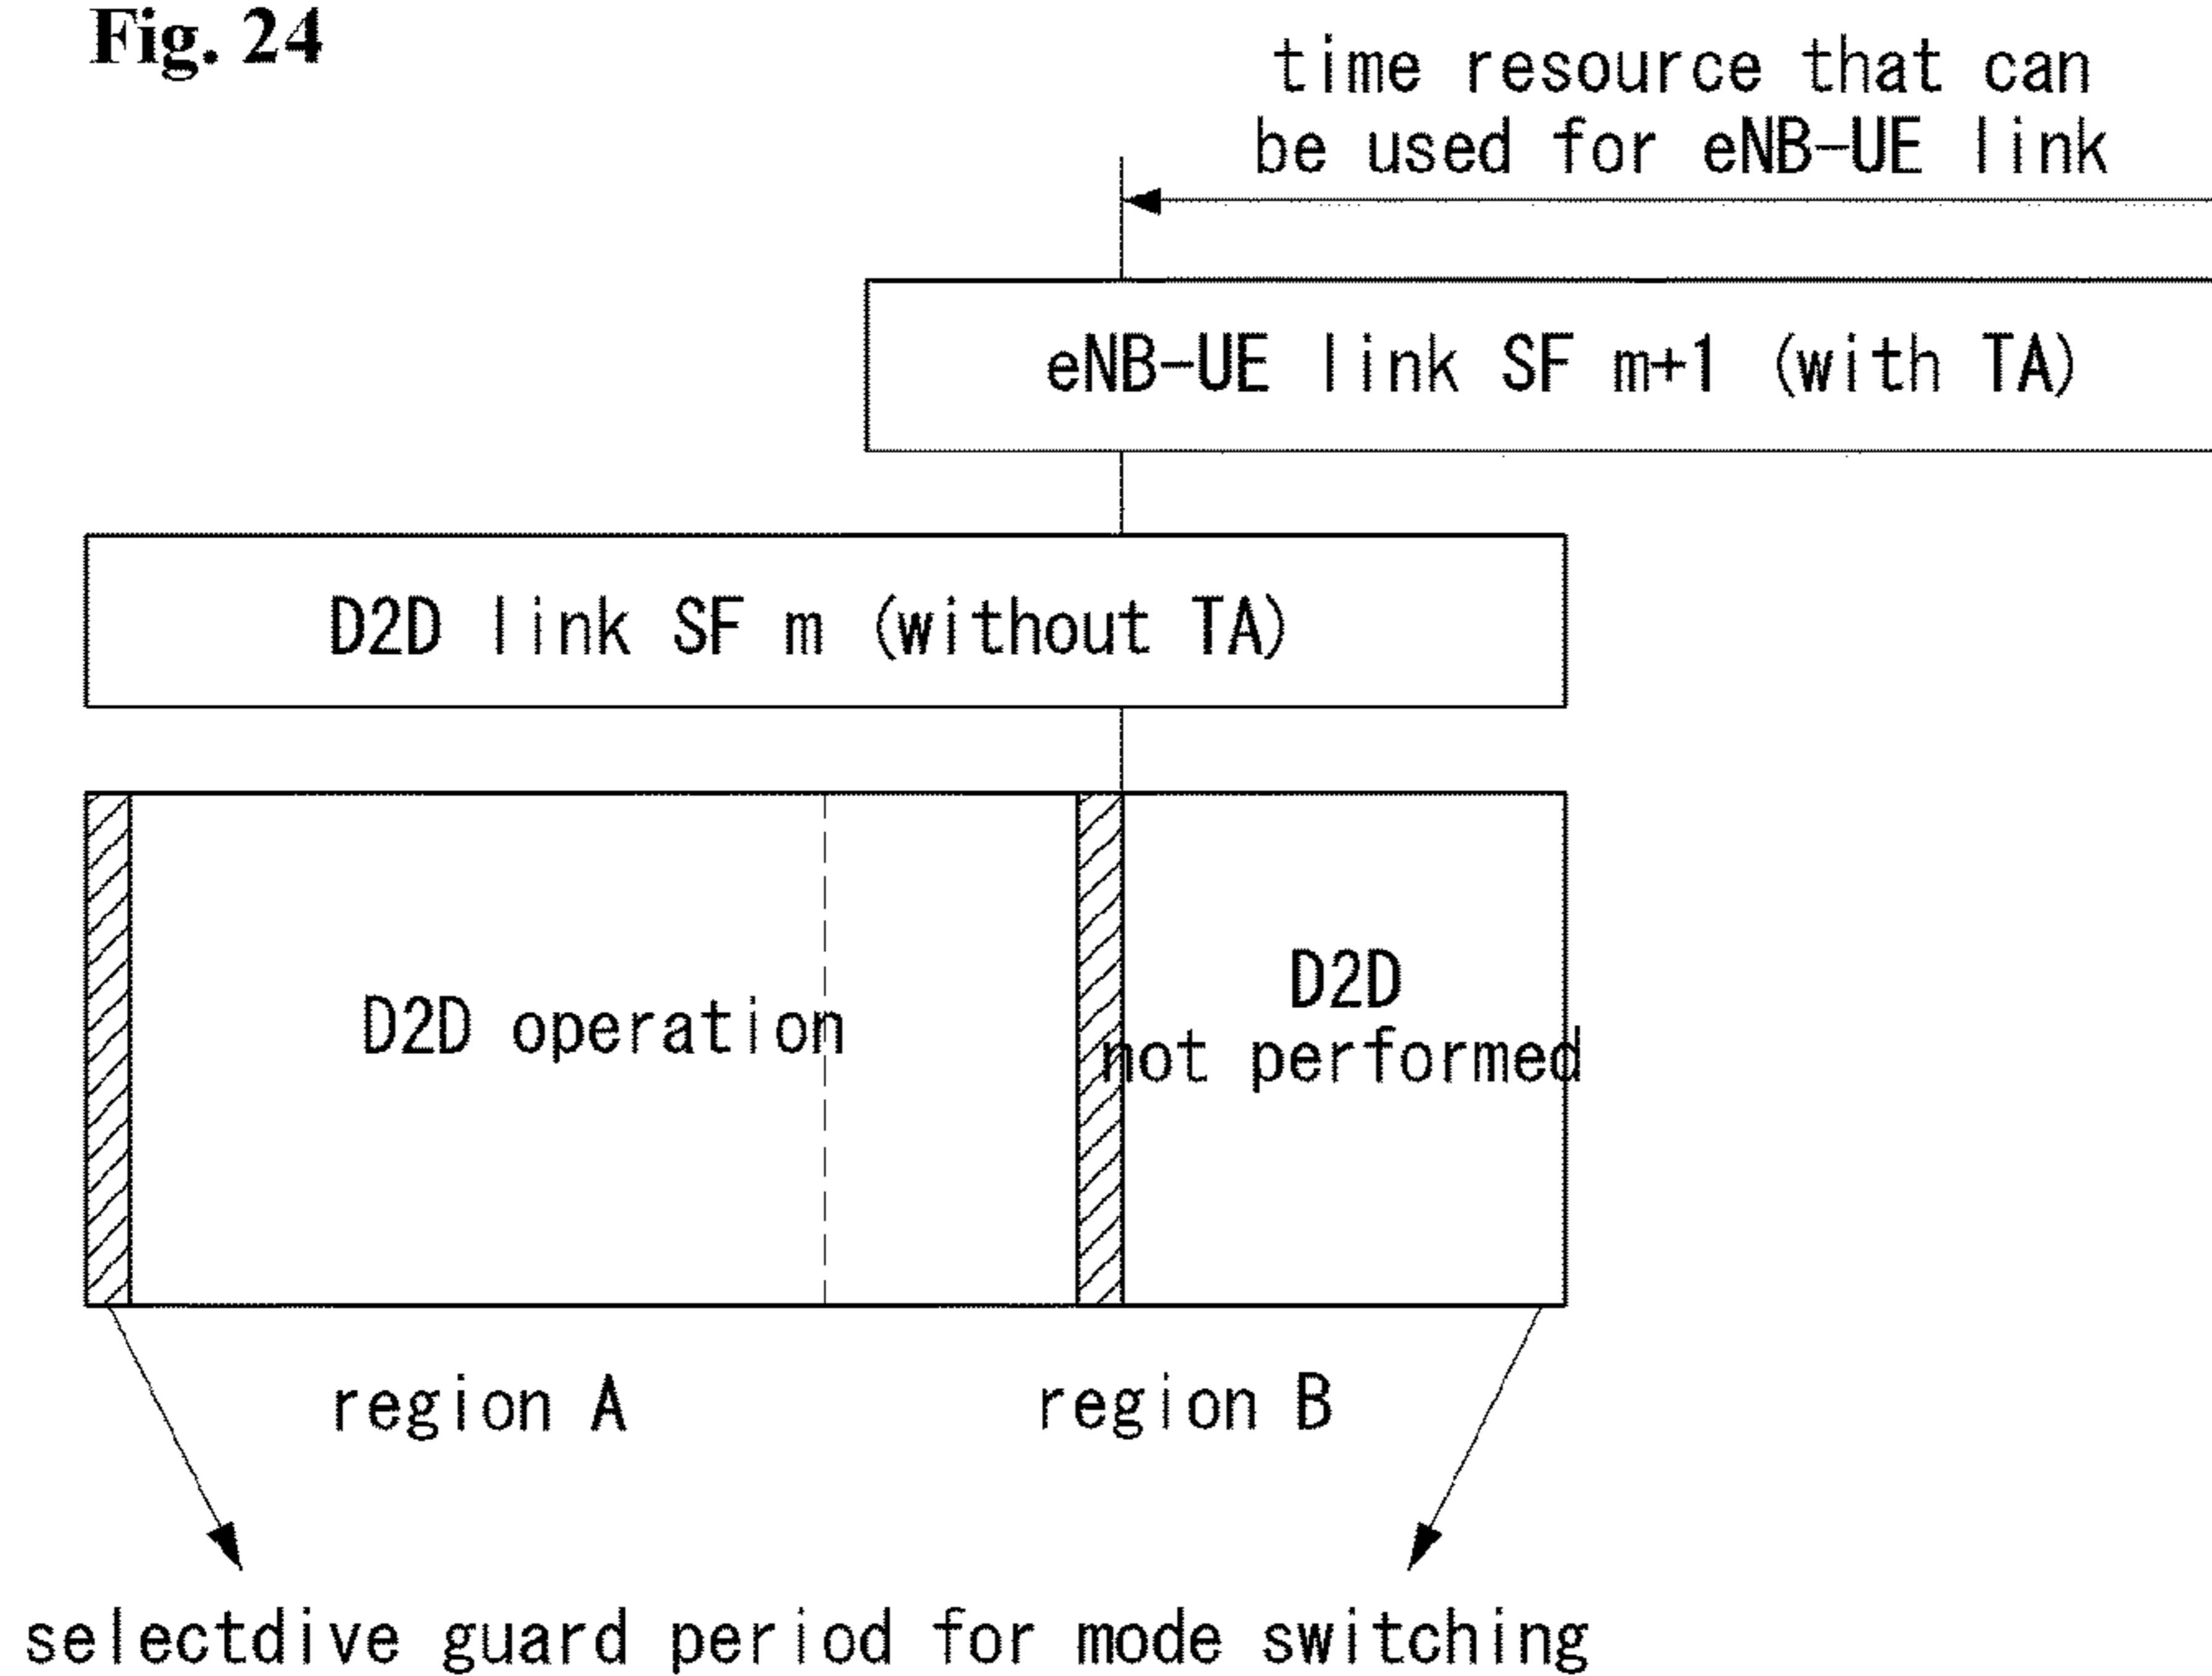 Fig. 24
time resource that can
be used for eNB-UE link
eNB-UE link SF m+1 (with TA)
D2D link SF m (without TA)
D2D operation
D2D
not performed
region A
region B
selectdive guard period for mode switching